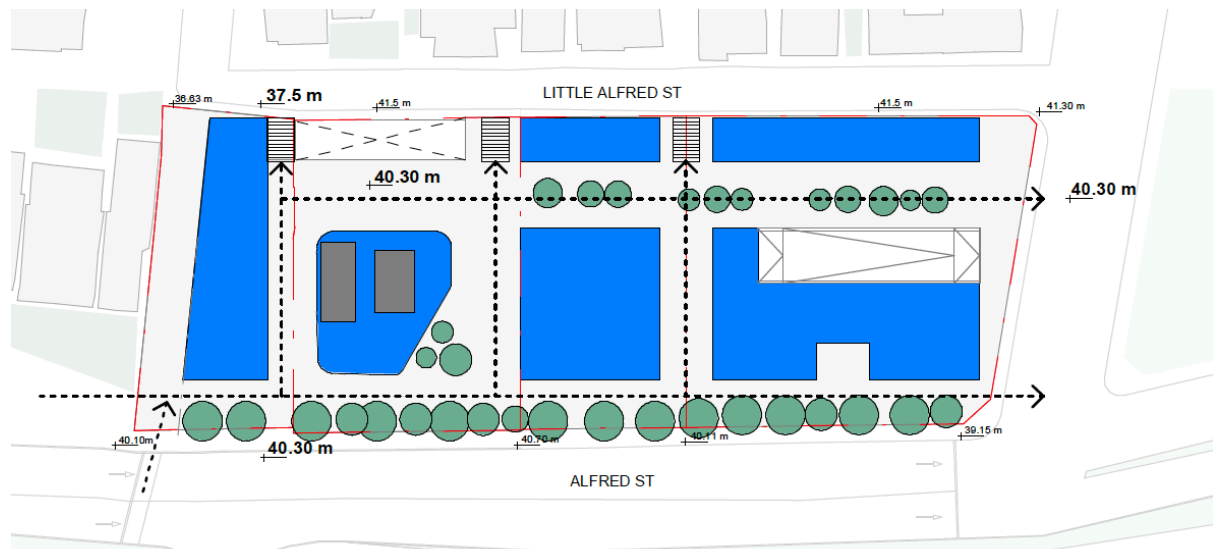 LITTLE ALFRED ST
36.63 m
37.5 m
41.5 m
41.5 m
41.30 m
40.30 m
40.30 m
40.10m
40.30 m
40.70 m
40.11 m
39.15 m
ALFRED ST